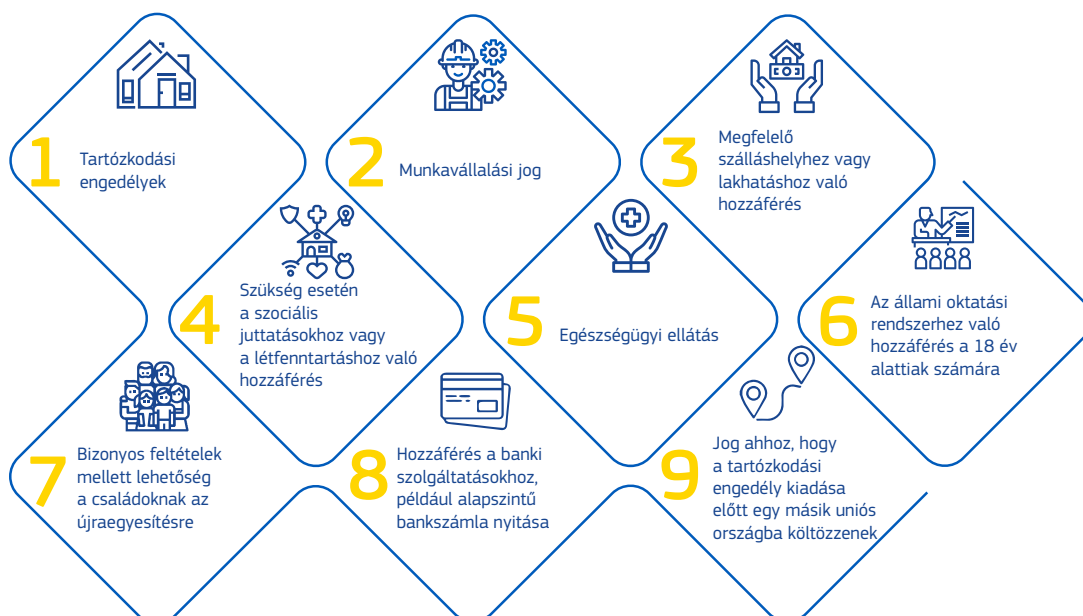 1
Tartózkodási
engedélyek
2
Munkavállalási jog
3
Megfelelő
szálláshelyhez vagy
lakhatáshoz való
hozzáférés
4
Szükség esetén
a szociális
juttatásokhoz vagy
a létfenntartáshoz való
hozzáférés
5
Egészségügyi ellátás
6
Az állami oktatási
rendszerhez való
hozzáférés a 18 év
alattiak számára
7
Bizonyos feltételek
mellett lehetőség
a családoknak az
újraegyesítésre
8
Hozzáférés a banki
szolgáltatásokhoz,
például alapszintű
bankszámla nyitása
9
Jog ahhoz, hogy
a tartózkodási
engedély kiadása
előtt egy másik uniós
országba költözzenek